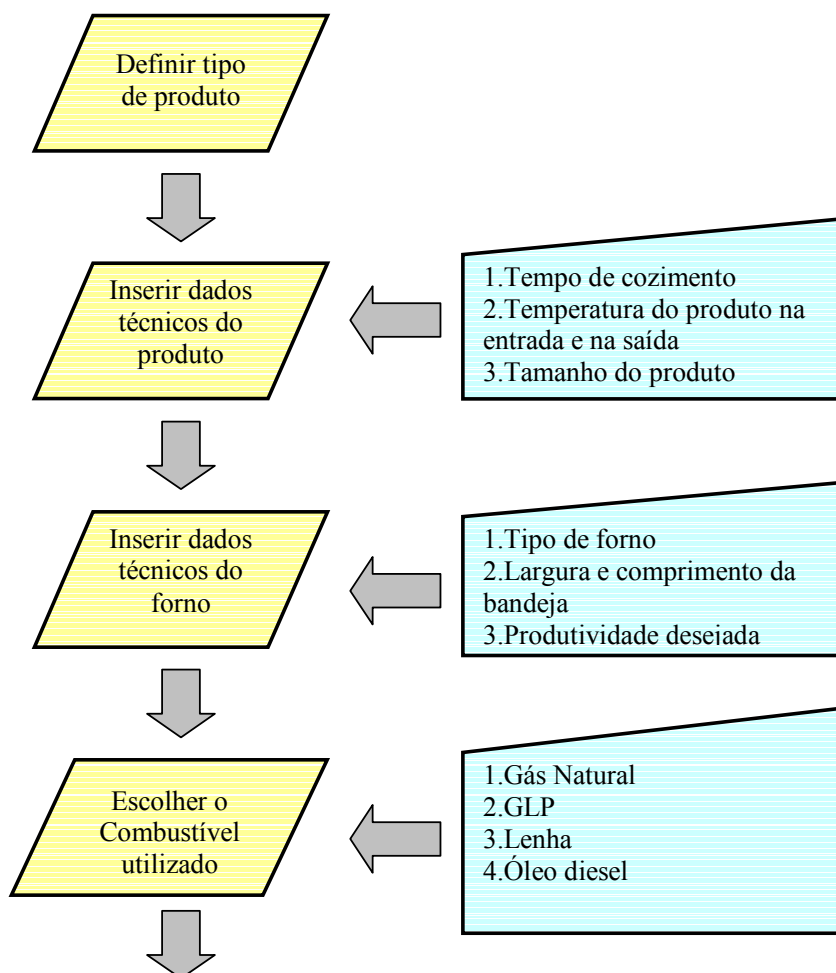 Definir tipo
de produto
Inserir dados
técnicos do
produto
1.Tempo de cozimento
2.Temperatura do produto na
entrada e na saída
3.Tamanho do produto
Inserir dados
técnicos do
forno
1.Tipo de forno
2.Largura e comprimento da
bandeja
3.Produtividade desejada
Escolher o
Combustível
utilizado
1.Gás Natural
2.GLP
3.Lenha
4.Óleo diesel